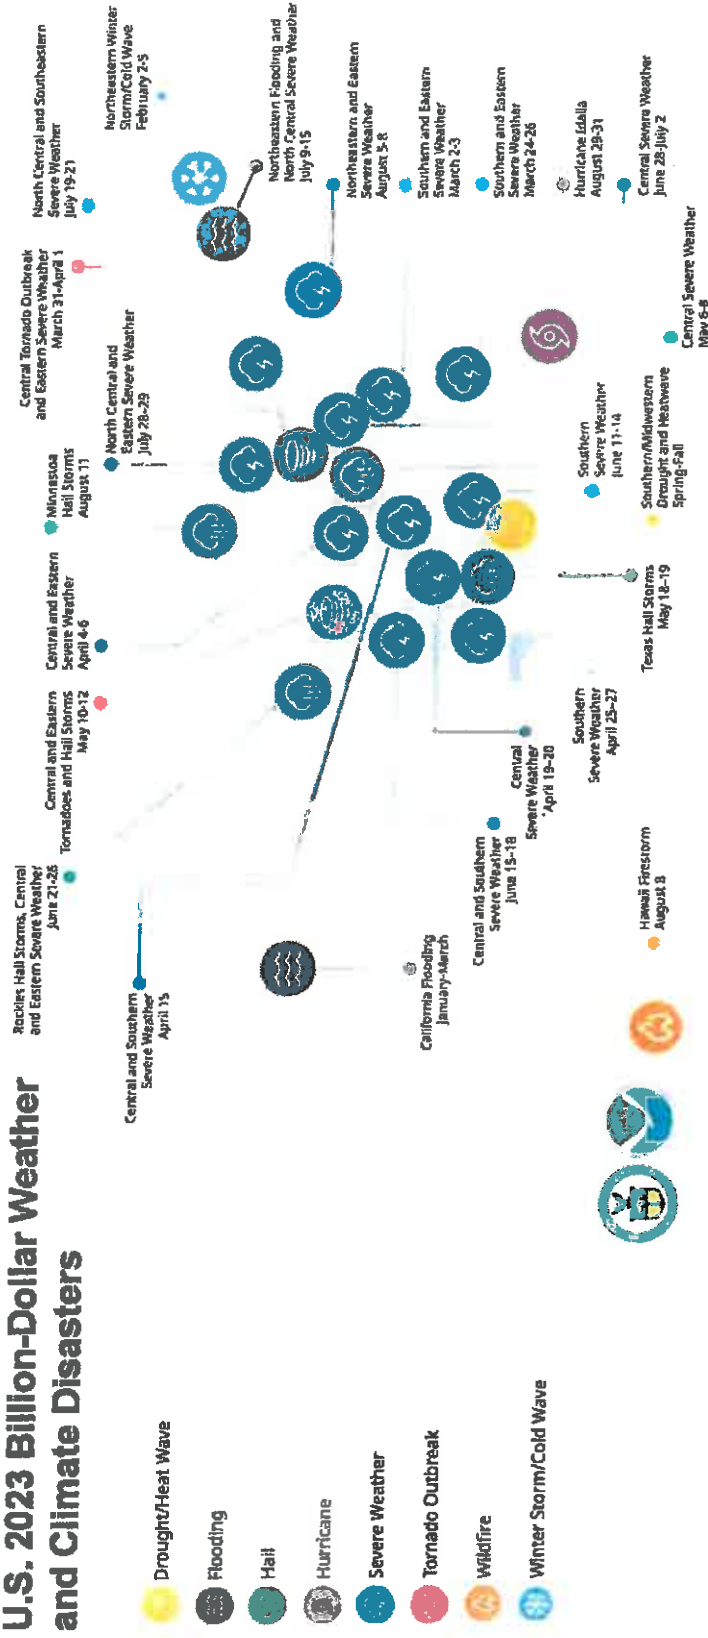 U.S. 2023 Billion-Dollar Weather
and Climate Disasters
Rockies Hail Storms, Central
and Eastern Severe Weather
June 21-26
Central and Eastern
Tornadoes and Hail Storms
May 10-12
Central and Eastern
Severe Weather
April 4-6
Minnesota
Hail Storms
August 11
Central Tornado Outbreak
and Eastern Severe Weather
March 31-April 1
North Central and Southeastern
Severe Weather
July 19-21
Northeastern Winter
Storm/Cold Wave
February 2-5
North Central and
Eastern Severe Weather
July 28-29
Central and Southern
Severe Weather
April 15
Northeastern Flooding and
North Central Severe Weather
July 9-15
Northeastern and Eastern
Severe Weather
August 5-8
Southern and Eastern
Severe Weather
March 2-3
Southern and Eastern
Severe Weather
March 24-26
Hurricane Idalia
August 29-31
Central Severe Weather
June 28-July 2
Central Severe Weather
May 6-8
California Flooding
January-March
Central and Southern
Severe Weather
June 15-18
Central
Severe Weather
April 19-20
Southern
Severe Weather
April 25-27
Southern
Severe Weather
June 11-14
Texas Hail Storms
May 18-19
Southern/Midwestern
Drought and Heatwave
Spring-Fall
Hawaii Firestorm
August 8
Drought/Heat Wave
Flooding
Hail
Hurricane
Severe Weather
Tornado Outbreak
Wildfire
Winter Storm/Cold Wave